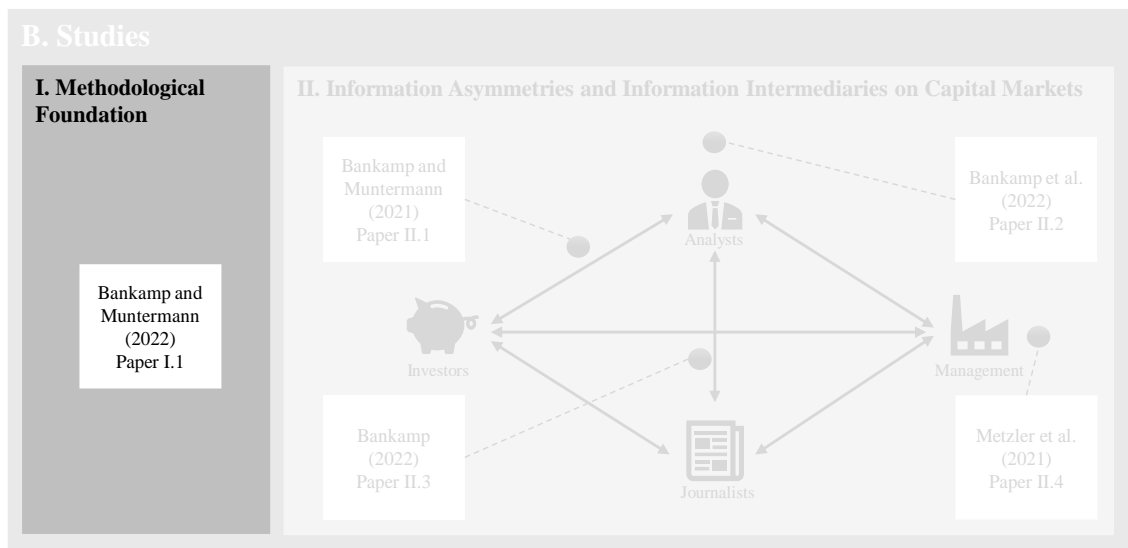 B. Studies
I. Methodological
Foundation
Bankamp and
Muntermann
(2022)
Paper I.1
II. Information Asymmetries and Information Intermediaries on Capital Markets
Bankamp and
Muntermann
(2021)
Paper II.1
Analysts
Bankamp et al.
(2022)
Paper II.2
Investors
Management
Bankamp
(2022)
Paper II.3
Journalists
Metzler et al.
(2021)
Paper II.4